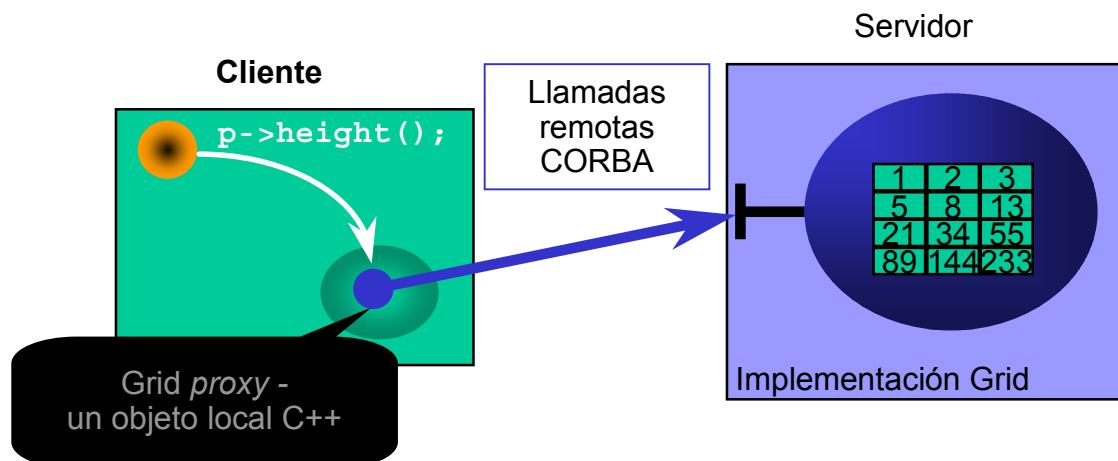 Servidor
Cliente
Llamadas
remotas
CORBA
p->height();
1 2 3
5 8 13
21 34 55
89 144 233
Grid proxy -
un objeto local C++
Implementación Grid